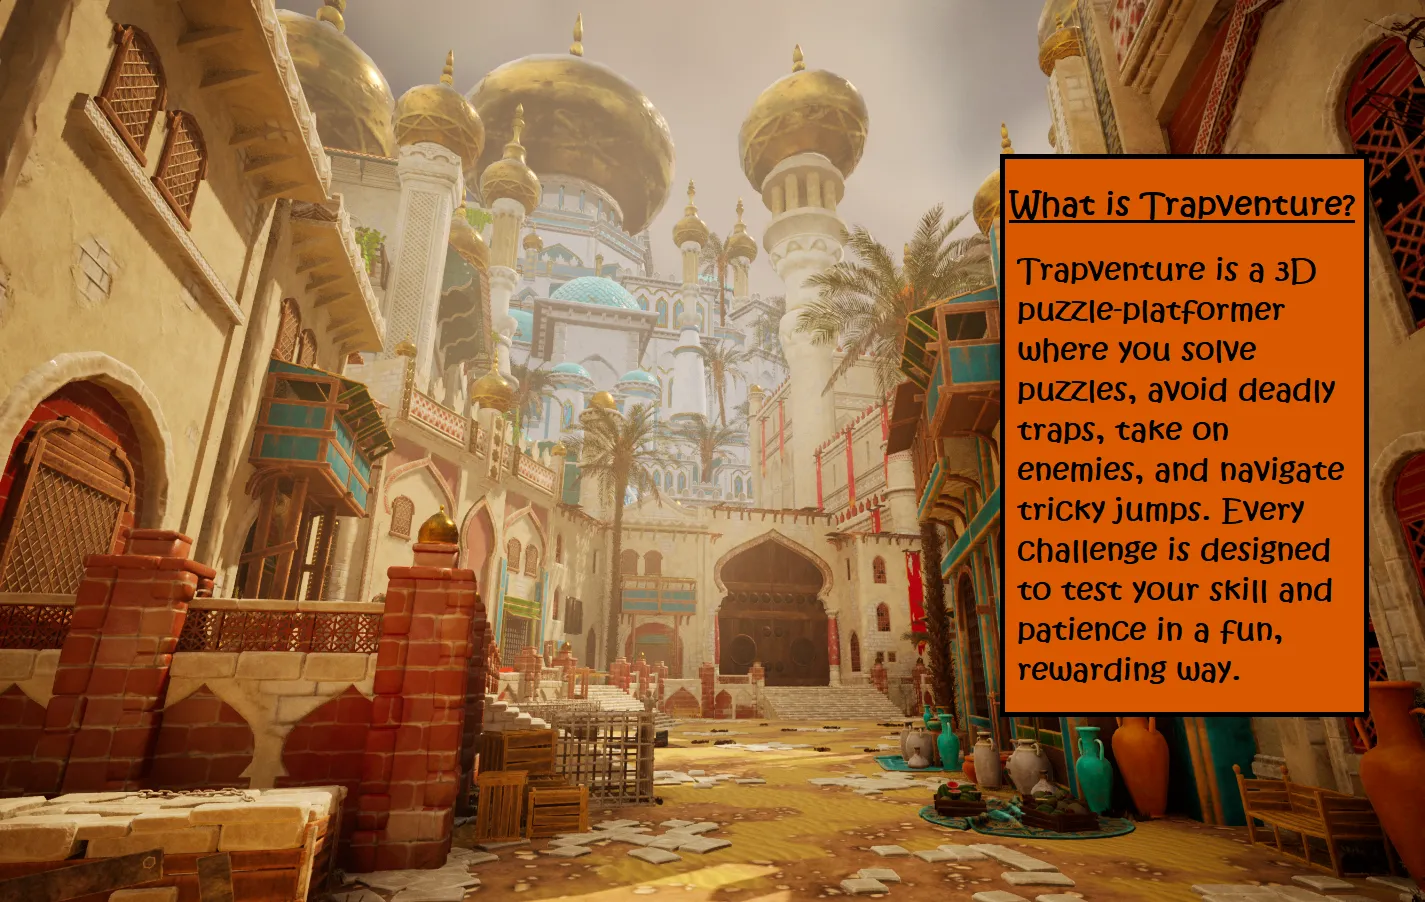 What is Trapventure?
Trapventure is a 3D
puzzle-platformer
where you solve
puzzles, avoid deadly
traps, take on
enemies, and navigate
tricky jumps. Every
challenge is designed
to test your skill and
patience in a fun,
rewarding way.